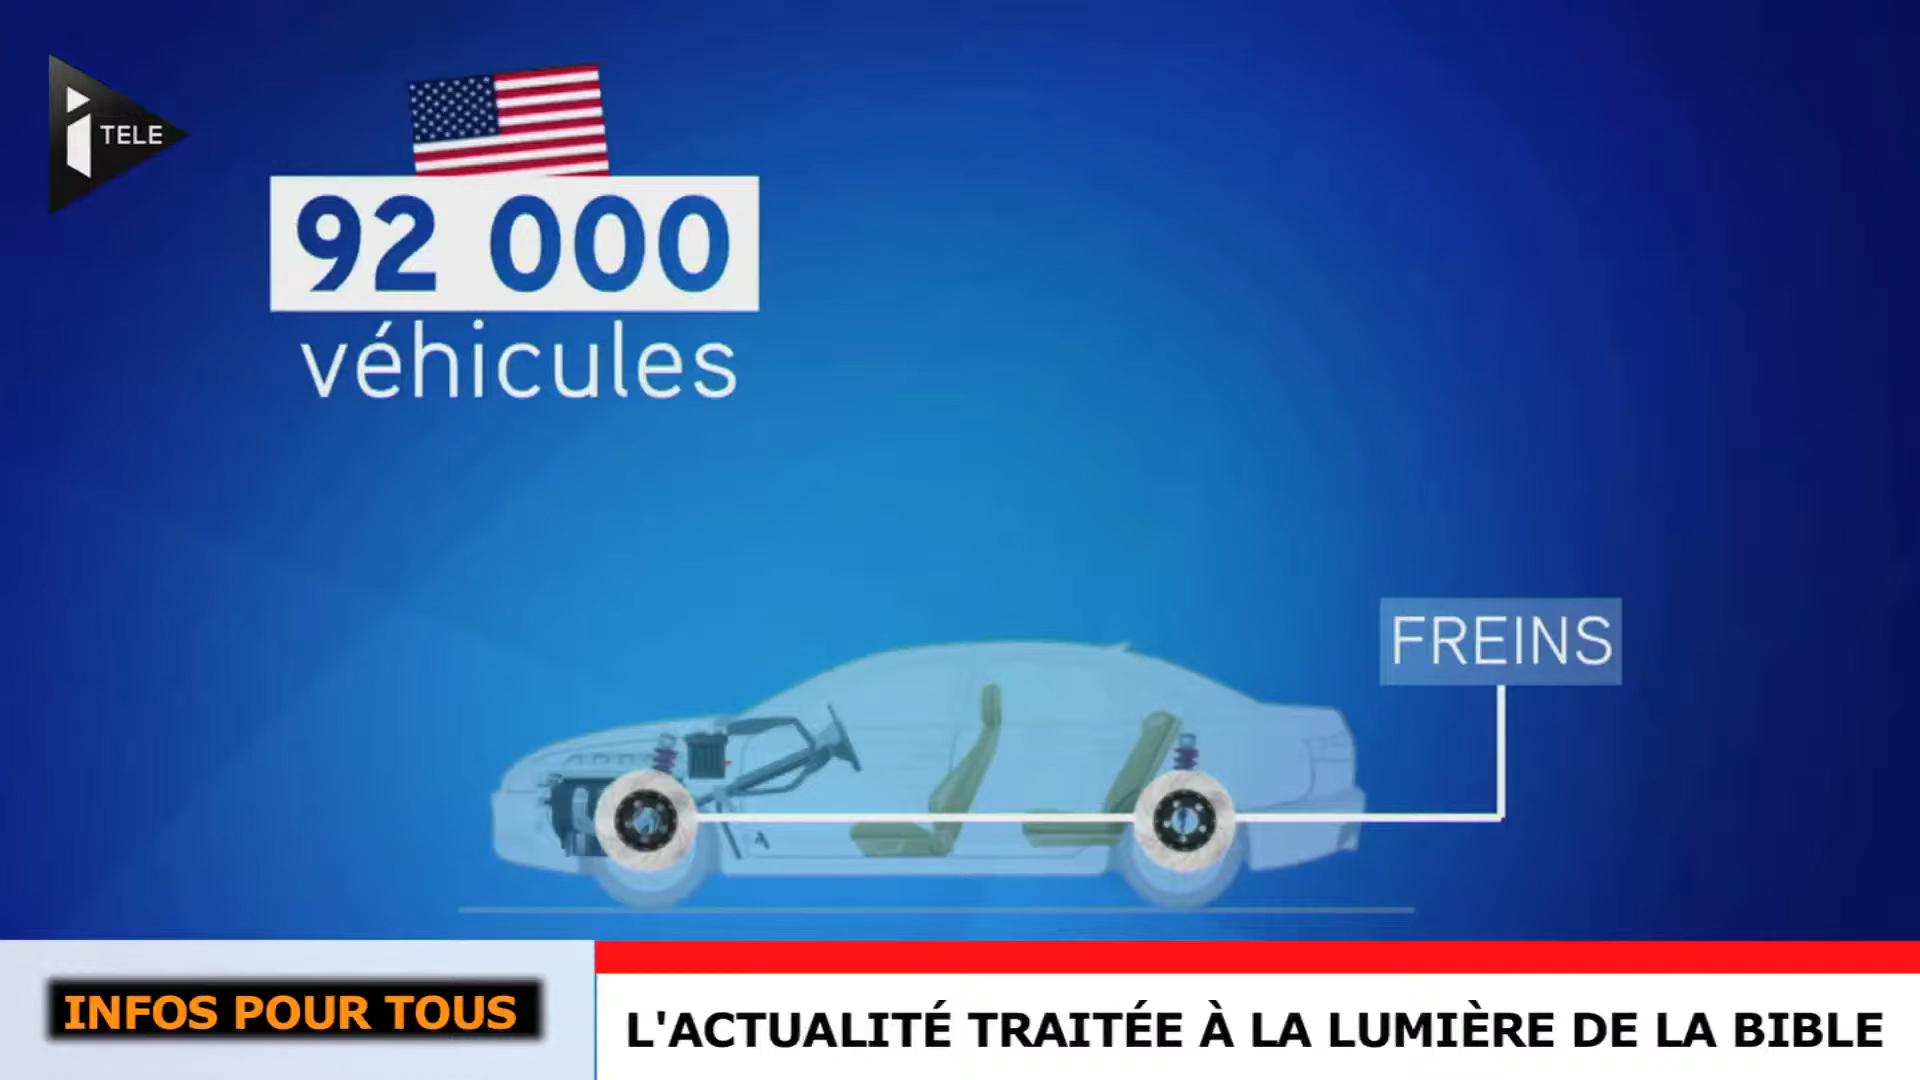 i TELE
92 000
véhicules
FREINS
INFOS POUR TOUS
L'ACTUALITÉ TRAITÉE À LA LUMIÈRE DE LA BIBLE